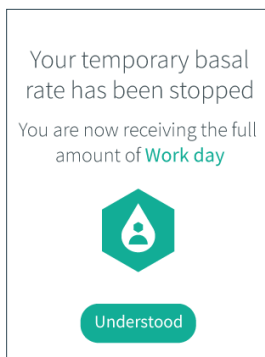 Your temporary basal
rate has been stopped
You are now receiving the full
amount of Work day
Understood